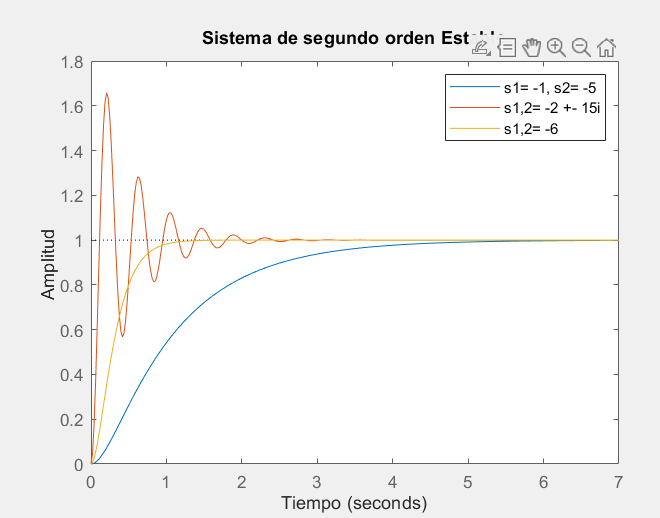 Sistema de segundo orden
1.8
1.6
1.4
1.2
1
0.8
0.6
0.4
0.2
0
Amplitud
s1= -1, s2= -5
s1,2= -2 +- 15i
s1,2= -6
0 1 2 3 4 5 6 7
Tiempo (seconds)